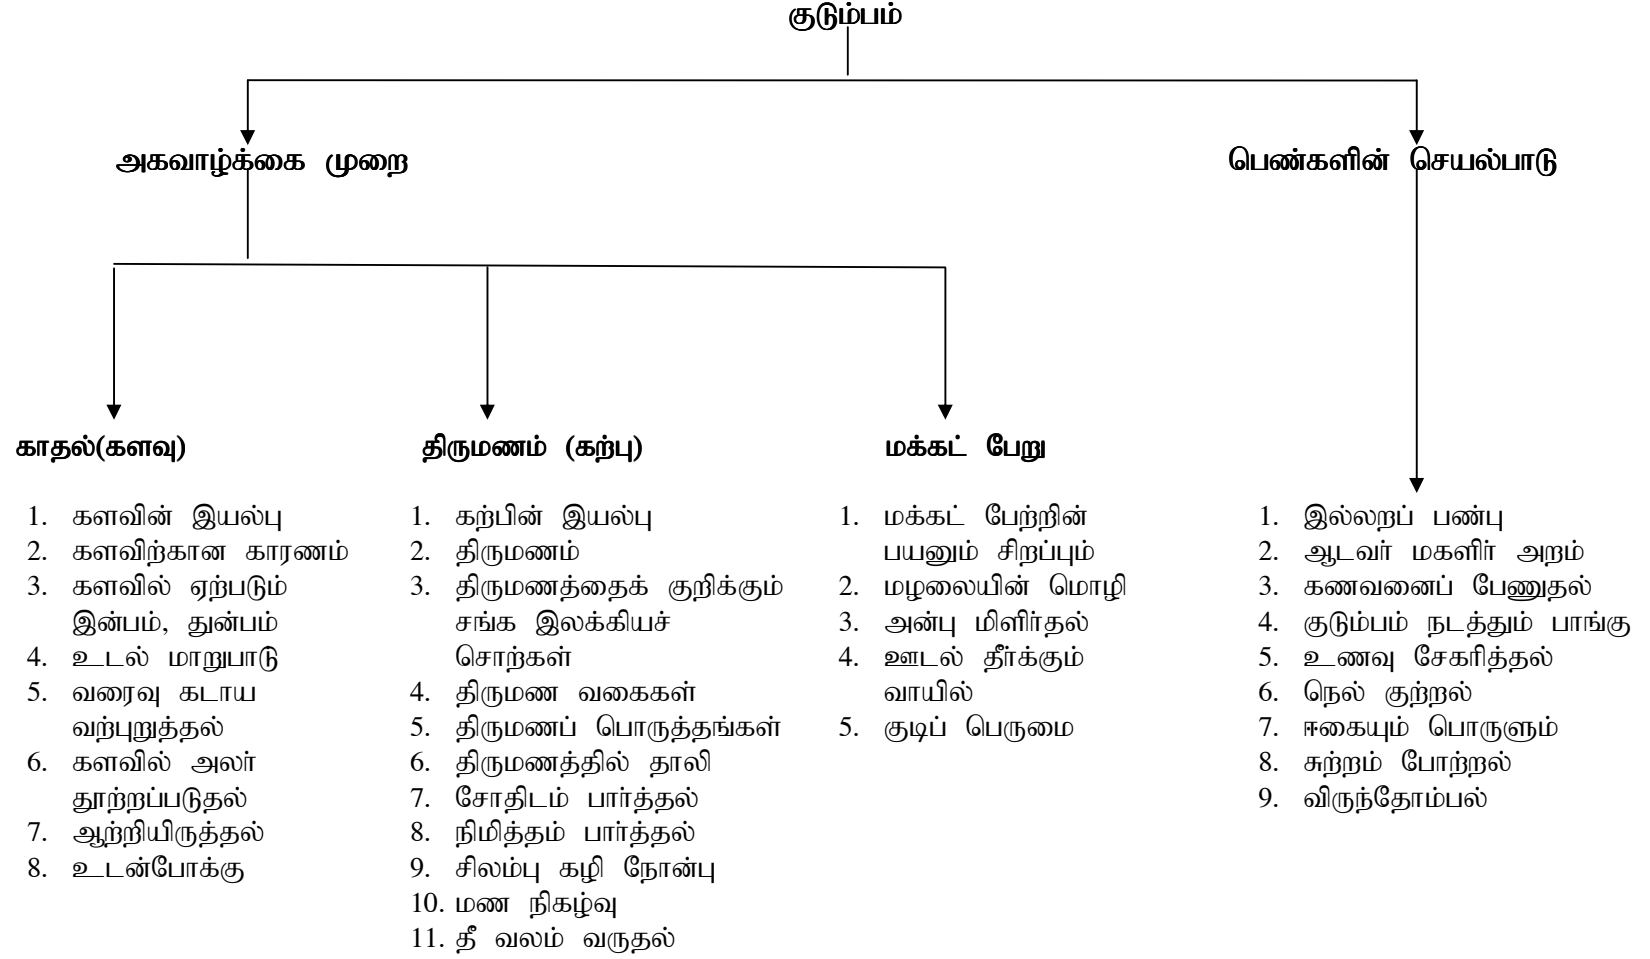 குடும்பம்
அகவாழ்க்கை முறை
பெண்களின் செயல்பாடு
காதல்(களவு)
1. களவின் இயல்பு
2. களவிற்கான காரணம்
3. களவில் ஏற்படும்
இன்பம், துன்பம்
4. உடல் மாறுபாடு
5. வரைவு கடாய
வற்புறுத்தல்
6. களவில் அலர்
தூற்றப்படுதல்
7. ஆற்றியிருத்தல்
8. உடன்போக்கு
திருமணம் (கற்பு)
1. கற்பின் இயல்பு
2. திருமணம்
3. திருமணத்தைக் குறிக்கும்
சங்க இலக்கியச்
சொற்கள்
4. திருமண வகைகள்
5. திருமணப் பொருத்தங்கள்
6. திருமணத்தில் தாலி
7. சோதிடம் பார்த்தல்
8. நிமித்தம் பார்த்தல்
9. சிலம்பு கழி நோன்பு
10. மண நிகழ்வு
11. தீ வலம் வருதல்
மக்கட் பேறு
1. மக்கட் பேற்றின்
பயனும் சிறப்பும்
2. மழலையின் மொழி
3. அன்பு மிளிர்தல்
4. ஊடல் தீர்க்கும்
வாயில்
5. குடிப் பெருமை
1. இல்லறப் பண்பு
2. ஆடவர் மகளிர் அறம்
3. கணவனைப் பேணுதல்
4. குடும்பம் நடத்தும் பாங்கு
5. உணவு சேகரித்தல்
6. நெல் குற்றல்
7. ஈகையும் பொருளும்
8. சுற்றம் போற்றல்
9. விருந்தோம்பல்